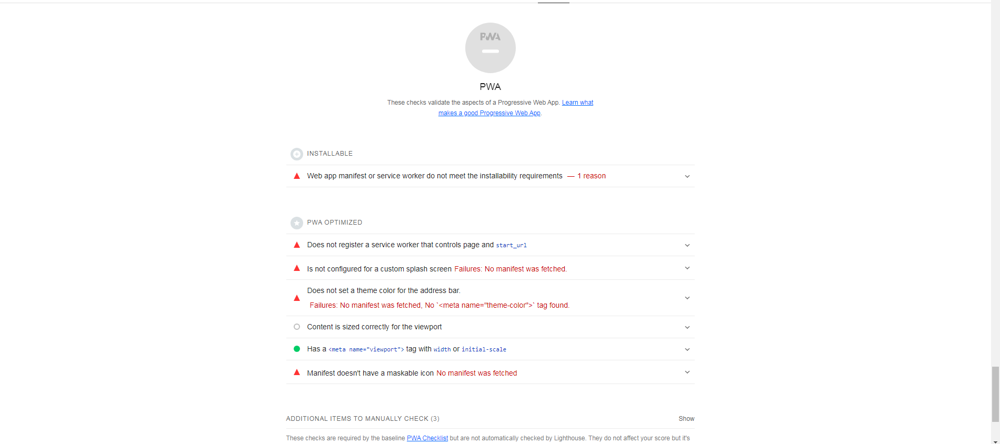 PWA
PWA
These checks validate the aspects of a Progressive Web App. Learn what
makes a good Progressive Web App.
INSTALLABLE
Web app manifest or service worker do not meet the installability requirements — 1 reason
PWA OPTIMIZED
Does not register a service worker that controls page and start_url
Is not configured for a custom splash screen Failures: No manifest was fetched.
Does not set a theme color for the address bar.
Failures: No manifest was fetched, No `<meta name="theme-color">` tag found.
Content is sized correctly for the viewport
Has a <meta name="viewport"> tag with width or initial-scale
Manifest doesn't have a maskable icon No manifest was fetched
ADDITIONAL ITEMS TO MANUALLY CHECK (3) Show
These checks are required by the baseline PWA Checklist but are not automatically checked by Lighthouse. They do not affect your score but it's